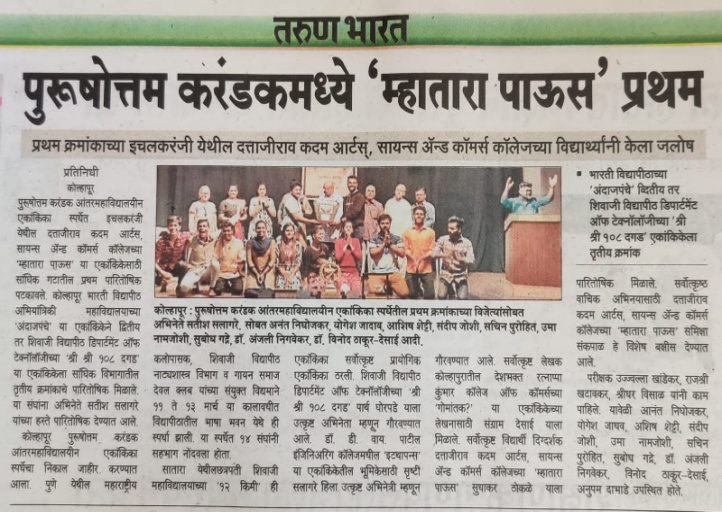 तरुण भारत
पुरूषोत्तम करंडकमध्ये ‘म्हातारा पाऊस’ प्रथम
प्रथम क्रमांकाच्या इचलकरंजी येथील दत्ताजीराव कदम आर्टस्, सायन्स ॲन्ड कॉमर्स कॉलेजच्या विद्यार्थ्यांनी केला जलोष
प्रतिनिधी
कोल्हापूर
पुरूषोत्तम करंडक आंतरमहाविद्यालयीन
एकांकिका स्पर्धेत इचलकरंजी
येथील दत्ताजीराव कदम आर्टस,
सायन्स ॲन्ड कॉमर्स कॉलेजच्या
'म्हातारा पाऊस' या एकांकिकेसाठी
सांघिक गटातील प्रथम पारितोषिक
पटकावले. कोल्हापूर भारती विद्यापीठ
अभियांत्रिकी महाविद्यालयाच्या
'अंदाजपंचे' या एकांकिकेने द्वितीय
तर शिवाजी विद्यापीठ डिपार्टमेंट ऑफ
टेक्नॉलॉजीच्या 'श्री श्री १०८ दगड'
या एकांकिकेला सांघिक विभागातील
तृतीय क्रमांकाचे पारितोषिक मिळाले.
या संघांना अभिनेते सतीश सलागरे
यांच्या हस्ते पारितोषिके देण्यात आले.
कोल्हापूर पुरूषोत्तम करंडक
आंतरमहाविद्यालयीन एकांकिका
स्पर्धेचा निकाल जाहीर करण्यात
आला. पुणे येथील महाराष्ट्रीय
कोल्हापूर : पुरूषोत्तम करंडक आंतरमहाविद्यालयीन एकांकिका स्पर्धेतील प्रथम क्रमांकाच्या विजेत्यांसोबत
अभिनेते सतीश सलागरे. सोबत अनंत निघोजकर, योगेश जादाव, आशिष शेट्टी, संदीप जोशी, सचिन पुरोहित, उमा
नामजोशी, सुबोध गद्रे, डॉ. अंजली निगवेकर, डॉ. विनोद ठाकूर-देसाई आदी.
कलोपासक, शिवाजी विद्यापीठ
नाट्यशास्त्र विभाग व गायन समाज
देवल क्लब यांच्या संयुक्त विद्यमाने
११ ते १३ मार्च या कालावधीत
विद्यापीठातील भाषा भवन येथे ही
स्पर्धा झाली. या स्पर्धेत १४ संघांनी
सहभाग नोंदवला होता.
सातारा येथीलछत्रपती शिवाजी
महाविद्यालयाच्या '१२ किमी' ही
एकांकिका सर्वोत्कृष्ट प्रायोगिक
एकांकिका ठरली. शिवाजी विद्यापीठ
डिपार्टमेंट ऑफ टेक्नॉलॉजीच्या 'श्री
श्री १०८ दगड' पार्थ पोरपडे याला
उत्कृष्ट अभिनेता म्हणून गौरवण्यात
आले. डॉ. डी. वाय. पाटील
इंजिनिअरिंग कॉलेजमधील 'इटधापन्स'
या एकांकिकेतील भूमिकेसाठी सृष्टी
सलागरे हिला उत्कृष्ट अभिनेत्री म्हणून
गौरवण्यात आले. सर्वोत्कृष्ट लेखक
कोल्हापुरातील देशभक्त रत्नाप्पा
कुंभार कॉलेज ऑफ कॉमर्सच्या
'गोमांतक?' या एकांकिकेच्या
लेखनासाठी संग्राम देसाई याला
मिळाले. सर्वोत्कृष्ट विद्यार्थी दिग्दर्शक
दत्ताजीराव कदम आर्टस, सायन्स
ॲन्ड कॉमर्स कॉलेजच्या 'म्हातारा
पाऊस' सुधाकर ठोकळे याला
भारती विद्यापीठाच्या
'अंदाजपंचे' द्वितीय तर
शिवाजी विद्यापीठ डिपार्टमेंट
ऑफ टेक्नॉलॉजीच्या 'श्री
श्री १०८ दगड' एकांकिकेला
तृतीय क्रमांक
पारितोषिक मिळाले. सर्वोत्कृष्ठ
वाचिक अभिनयासाठी दत्ताजीराव
कदम आर्टस, सायन्स ॲन्ड कॉमर्स
कॉलेजच्या 'म्हातारा पाऊस' समिक्षा
संकपाळ हे विशेष बक्षीस देण्यात
आले.
परीक्षक उज्ज्वला खांडेकर, राजश्री
खटावकर, श्रीधर विसाळ यांनी काम
पाहिले. यावेळी आनंत निघोजकर,
योगेश जाधव, अशिष शेट्टी, संदीप
जोशी, उमा नामजोशी, सचिन
पुरोहित, सुबोध गद्रे, डॉ. अंजली
निगवेकर, विनोद ठाकूर-देसाई,
अनुपम दाभाडे उपस्थित होते.